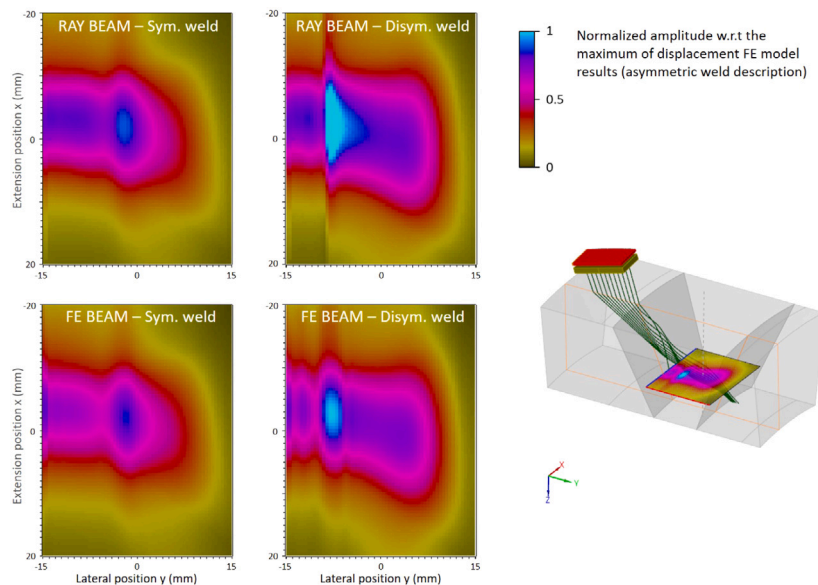 RAY BEAM – Sym. weld
RAY BEAM – Disym. weld
Extension position x (mm)
-20
0
20
-15
0
15
-20
0
20
-15
0
15
1
0.5
0
Normalized amplitude w.r.t the
maximum of displacement FE model
results (asymmetric weld description)
FE BEAM – Sym. weld
FE BEAM – Disym. weld
Extension position x (mm)
-20
0
20
-15
0
15
Lateral position y (mm)
-20
0
20
-15
0
15
Lateral position y (mm)
X
Y
Z